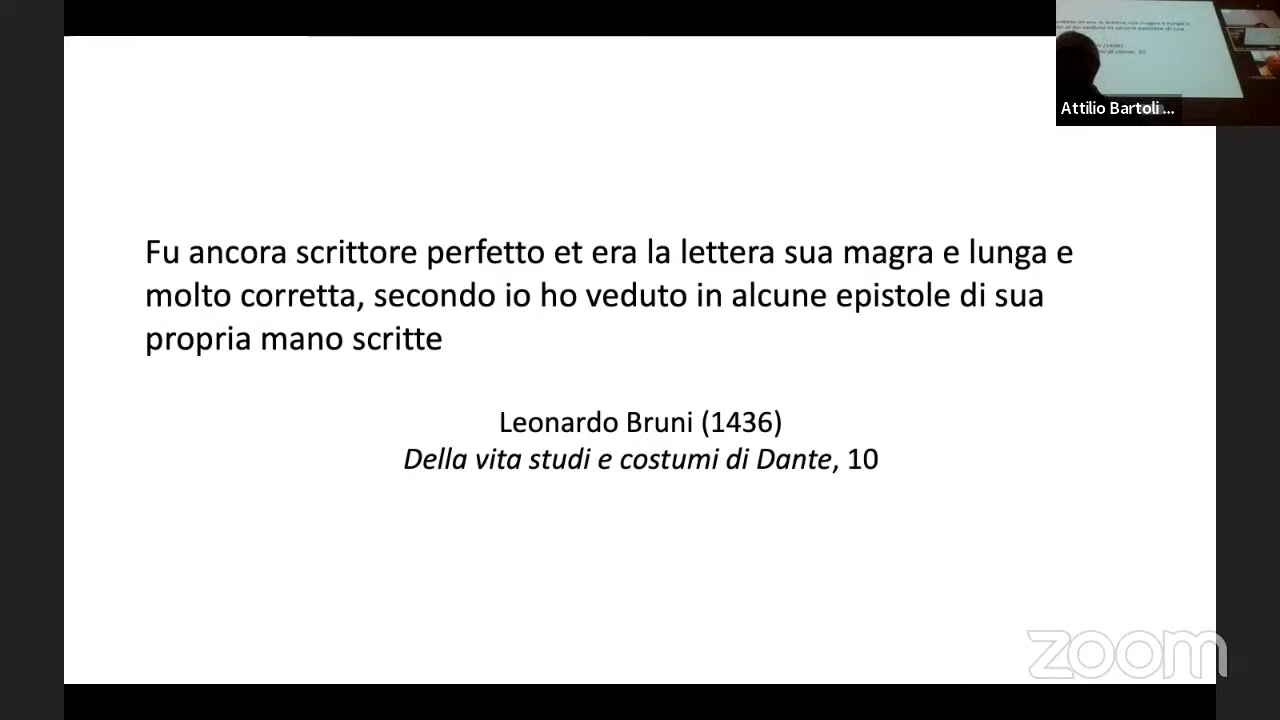 Fu ancora scrittore perfetto et era la lettera sua magra e lunga e
molto corretta, secondo io ho veduto in alcune epistole di sua
propria mano scritte
Leonardo Bruni (1436)
Della vita studi e costumi di Dante, 10
Attilio Bartoli ...
zoom